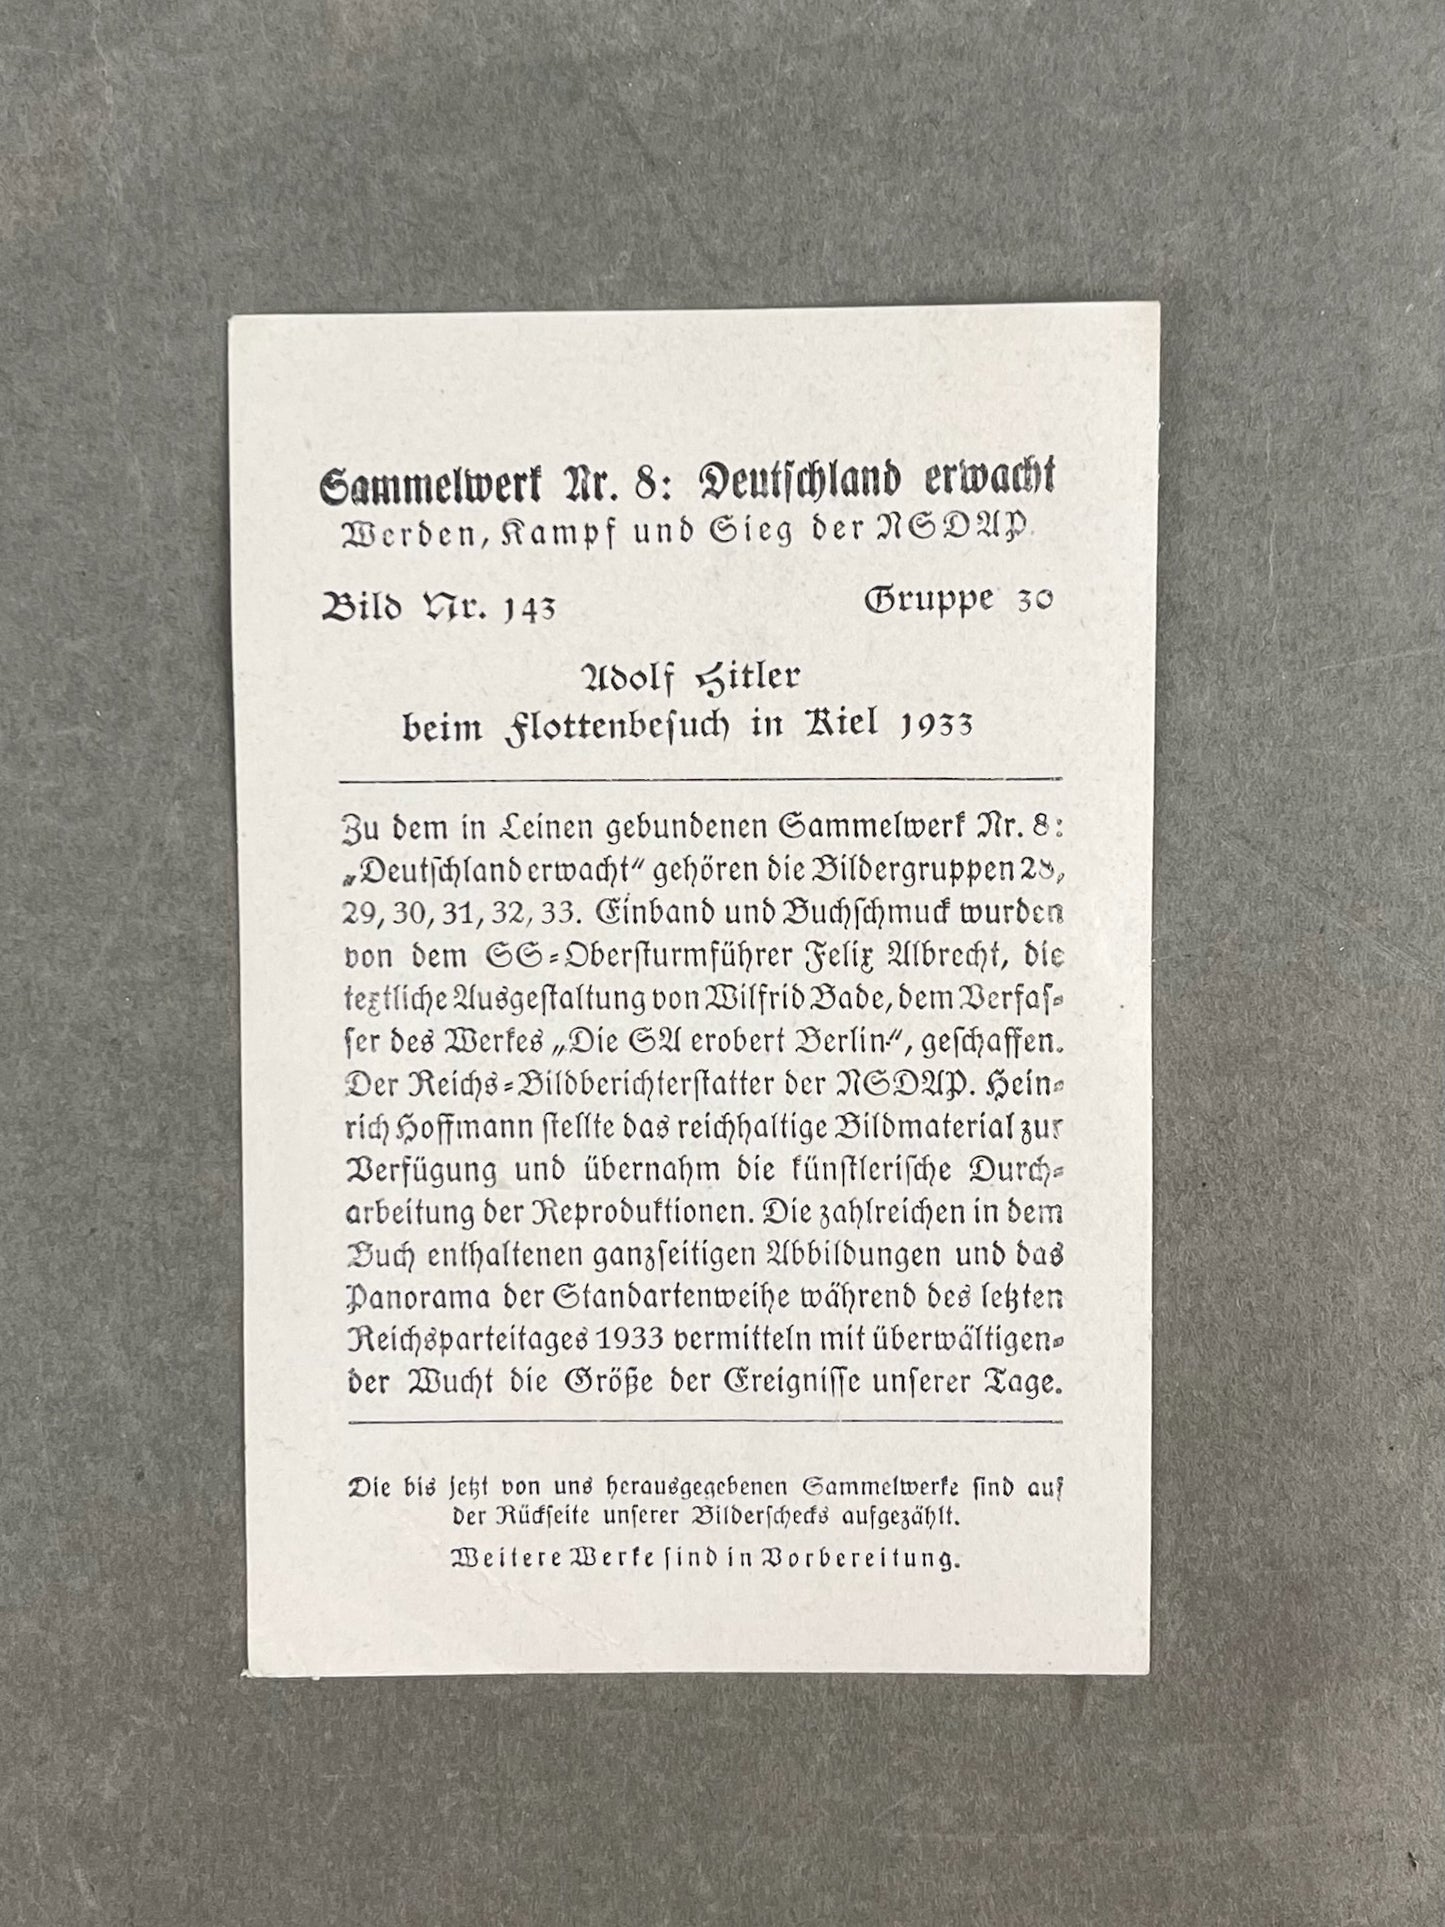 Sammelwerk Nr. 8: Deutschland erwacht
Werden, Kampf und Sieg der NSDAP.
Bild Nr. 143 Gruppe 30
Adolf Hitler
beim Flottenbesuch in Kiel 1933
Zu dem in Leinen gebundenen Sammelwerk Nr. 8:
„Deutschland erwacht“ gehören die Bildergruppen 28,
29, 30, 31, 32, 33. Einband und Buchschmuck wurden
von dem SS-Obersturmführer Felix Albrecht, die
textliche Ausgestaltung von Wilfrid Bade, dem Verfas-
ser des Werkes „Die SA erobert Berlin“, geschaffen.
Der Reichs-Bildberichterstatter der NSDAP. Hein-
rich Hoffmann stellte das reichhaltige Bildmaterial zur
Verfügung und übernahm die künstlerische Durch-
arbeitung der Reproduktionen. Die zahlreichen in dem
Buch enthaltenen ganzseitigen Abbildungen und das
Panorama der Standartenweihe während des letzten
Reichsparteitages 1933 vermitteln mit überwältigen-
der Wucht die Größe der Ereignisse unserer Tage.
Die bis jetzt von uns herausgegebenen Sammelwerke sind auf
der Rückseite unserer Bilderschecks aufgezählt.
Weitere Werke sind in Vorbereitung.